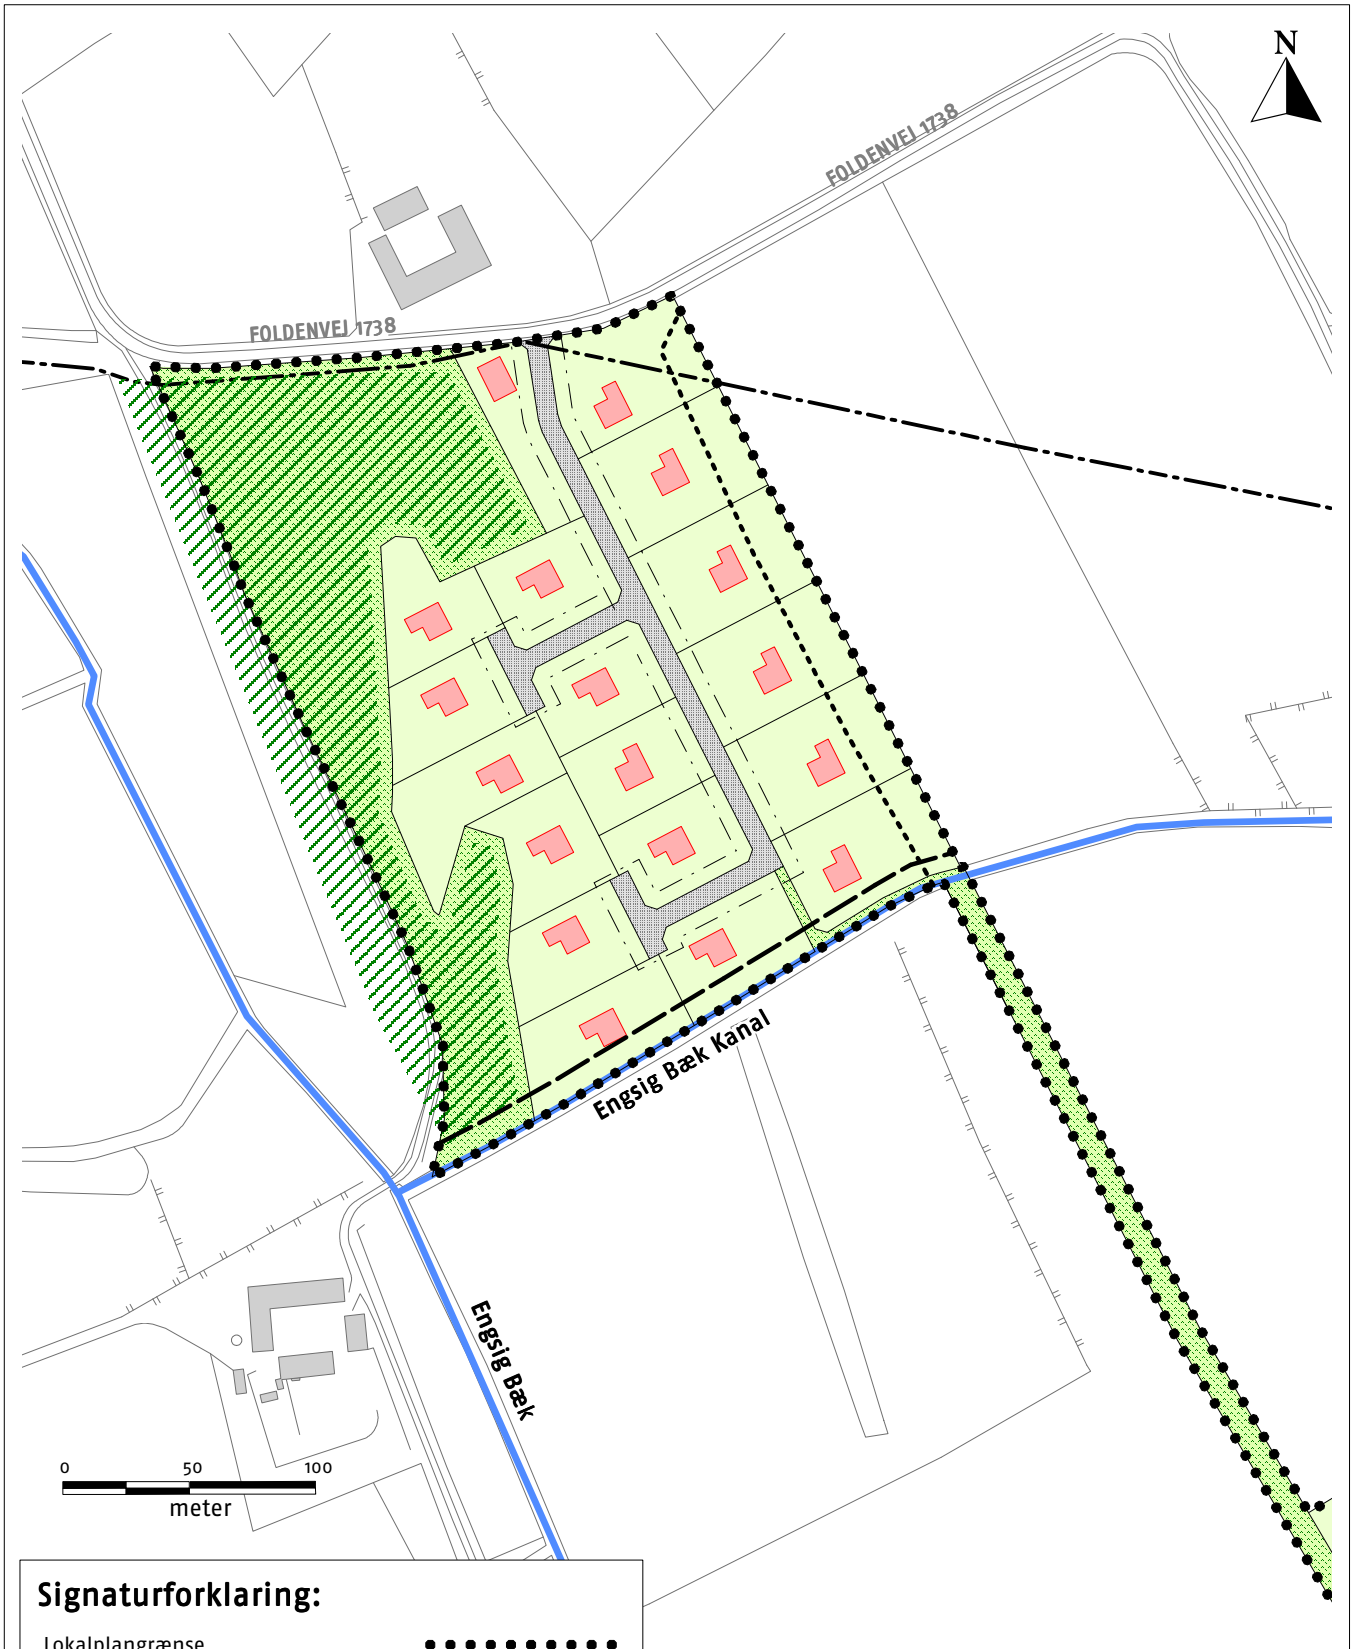 N
FOLDENVEJ 1738
FOLDENVEJ 1738
Engsig Bæk Kanal
Engsig Bæk
0 50 100
meter
Signaturforklaring:
Lokalplangrænse